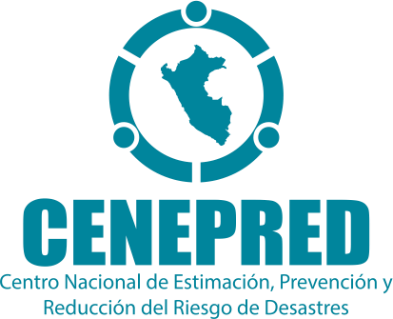 CENEPRED
Centro Nacional de Estimación, Prevención y
Reducción del Riesgo de Desastres